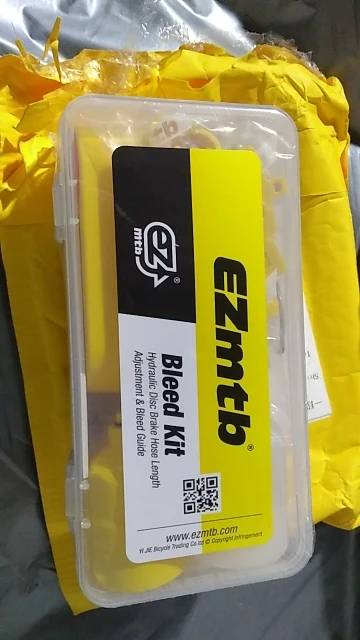 EZ
mtb®
EZmtb®
Bleed Kit
Hydraulic Disc Brake Hose Length
Adjustment & Bleed Guide
www.ezmtb.com
YI JIE Bicycle Trading Co ltd © Copyright Infringement